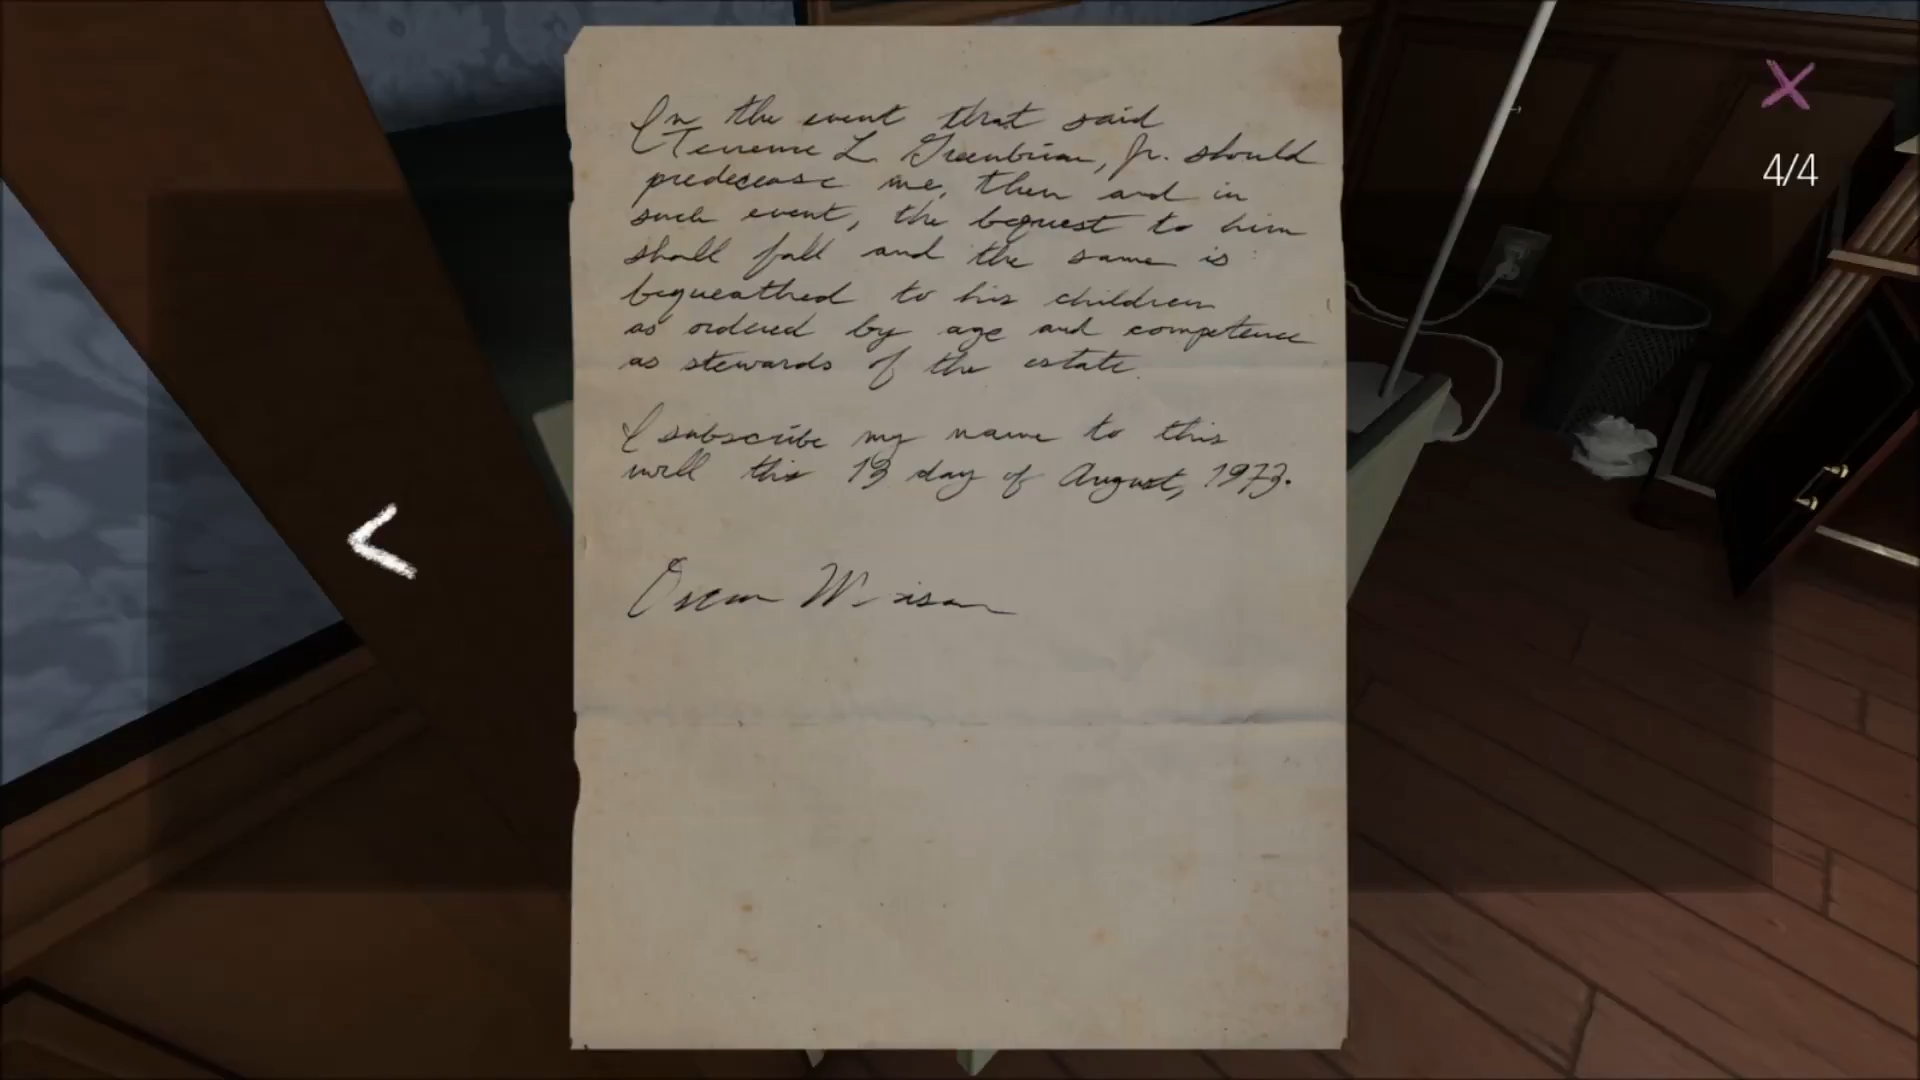 In the event that said
Terrence L. Greenbriar, Jr. should
predecease me, then and in
such event, the bequest to him
shall fall and the same is
bequeathed to his children
as ordered by age and competence
as stewards of the estate.
I subscribe my name to this
will this 13 day of August, 1973.
Oscar
4/4